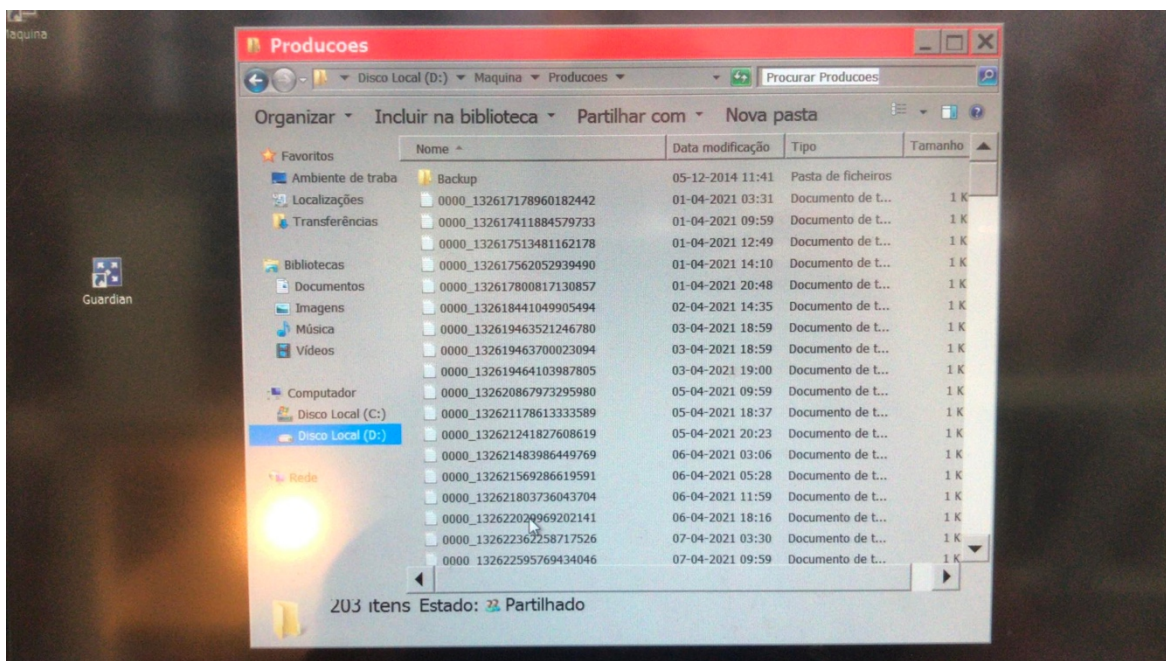 Maquina
Producoes
Disco Local (D:) Maquina Producoes
Procurar Producoes
Organizar Incluir na biblioteca Partilhar com Nova pasta
Favoritos
Ambiente de traba
Localizações
Transferências
Bibliotecas
Documentos
Imagens
Música
Vídeos
Computador
Disco Local (C:)
Disco Local (D:)
Rede
Guardian
Nome Data modificação Tipo Tamanho
Backup 05-12-2014 11:41 Pasta de ficheiros
0000_132617178960182442 01-04-2021 03:31 Documento de t... 1 K
0000_132617411884579733 01-04-2021 09:59 Documento de t... 1 K
0000_132617513481162178 01-04-2021 12:49 Documento de t... 1 K
0000_132617562052939490 01-04-2021 14:10 Documento de t... 1 K
0000_132617800817130857 01-04-2021 20:48 Documento de t... 1 K
0000_132618441049905494 02-04-2021 14:35 Documento de t... 1 K
0000_132619463521246780 03-04-2021 18:59 Documento de t... 1 K
0000_132619463700023094 03-04-2021 18:59 Documento de t... 1 K
0000_132619464103987805 03-04-2021 19:00 Documento de t... 1 K
0000_132620867973295980 05-04-2021 09:59 Documento de t... 1 K
0000_132621178613333589 05-04-2021 18:37 Documento de t... 1 K
0000_132621241827608619 05-04-2021 20:23 Documento de t... 1 K
0000_132621483986449769 06-04-2021 03:06 Documento de t... 1 K
0000_132621569286619591 06-04-2021 05:28 Documento de t... 1 K
0000_132621803736043704 06-04-2021 11:59 Documento de t... 1 K
0000_132622029969202141 06-04-2021 18:16 Documento de t... 1 K
0000_132622362258717526 07-04-2021 03:30 Documento de t... 1 K
0000_132622595769434046 07-04-2021 09:59 Documento de t... 1 K
203 itens Estado: Partilhado